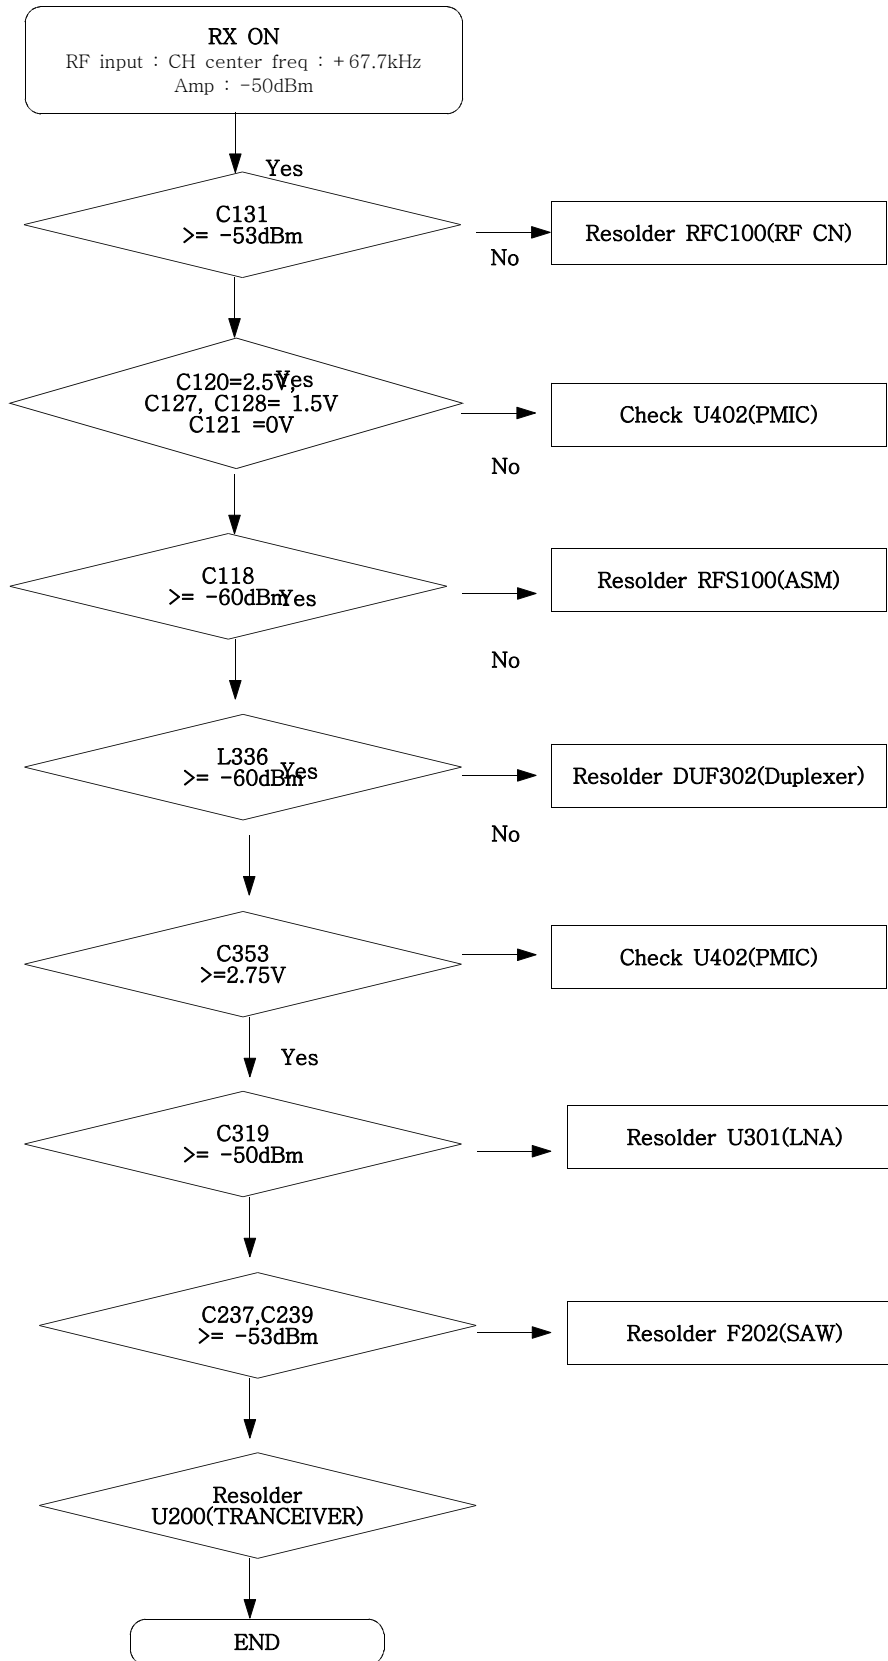 RX ON
RF input : CH center freq : +67.7kHz
Amp : -50dBm
Yes
C131
>= -53dBm
Resolder RFC100(RF CN)
No
C120=2.5V,
Yes
C127, C128= 1.5V
C121 =0V
Check U402(PMIC)
No
C118
>= -60dBm
Yes
Resolder RFS100(ASM)
No
L336
>= -60dBm
Yes
Resolder DUF302(Duplexer)
No
C353
>=2.75V
Check U402(PMIC)
Yes
C319
>= -50dBm
Resolder U301(LNA)
C237,C239
>= -53dBm
Resolder F202(SAW)
Resolder
U200(TRANCEIVER)
END